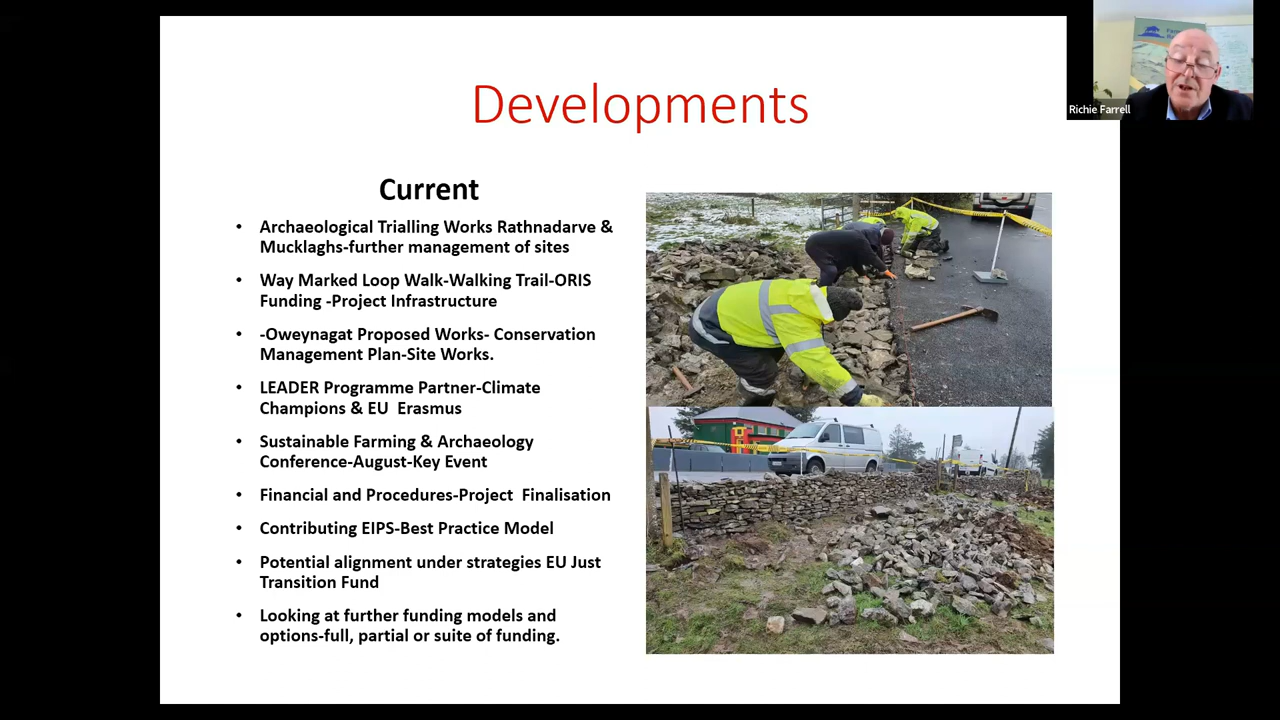 Developments
Richie Farrell
Current
• Archaeological Trialling Works Rathnadarve &
Mucklaghs-further management of sites
• Way Marked Loop Walk-Walking Trail-ORIS
Funding -Project Infrastructure
• -Oweynagat Proposed Works- Conservation
Management Plan-Site Works.
• LEADER Programme Partner-Climate
Champions & EU  Erasmus
• Sustainable Farming & Archaeology
Conference-August-Key Event
• Financial and Procedures-Project  Finalisation
• Contributing EIPS-Best Practice Model
• Potential alignment under strategies EU Just
Transition Fund
• Looking at further funding models and
options-full, partial or suite of funding.